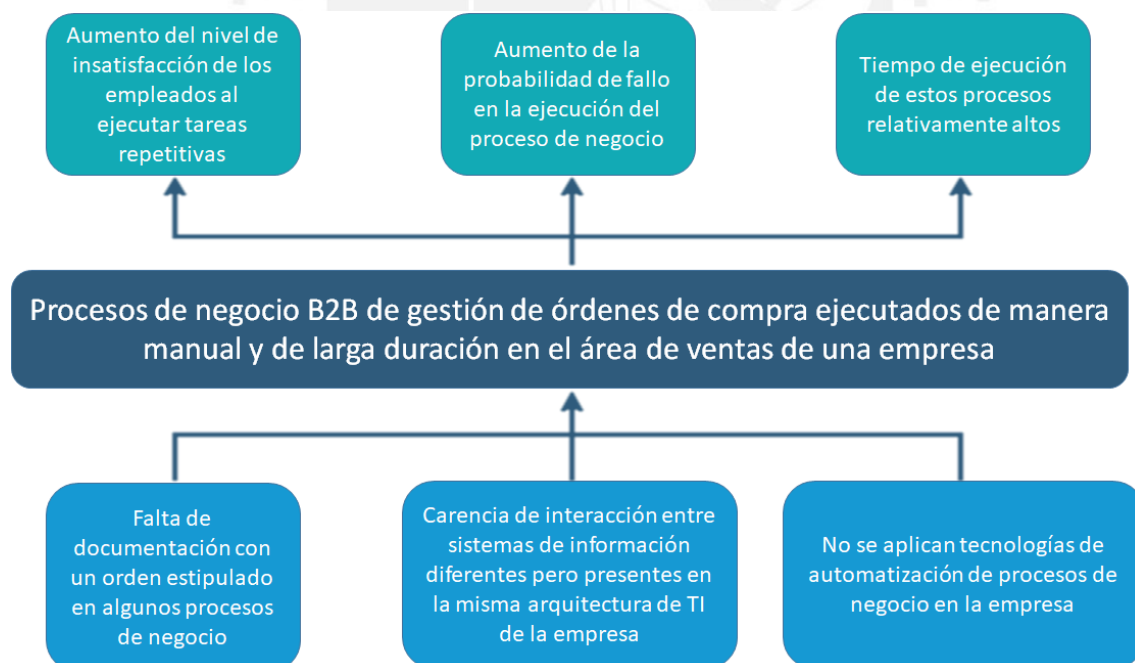 Aumento del nivel de
insatisfacción de los
empleados al
ejecutar tareas
repetitivas
Aumento de la
probabilidad de fallo
en la ejecución del
proceso de negocio
Tiempo de ejecución
de estos procesos
relativamente altos
Procesos de negocio B2B de gestión de órdenes de compra ejecutados de manera
manual y de larga duración en el área de ventas de una empresa
Falta de
documentación con
un orden estipulado
en algunos procesos
de negocio
Carencia de interacción entre
sistemas de información
diferentes pero presentes en
la misma arquitectura de TI
de la empresa
No se aplican tecnologías de
automatización de procesos de
negocio en la empresa